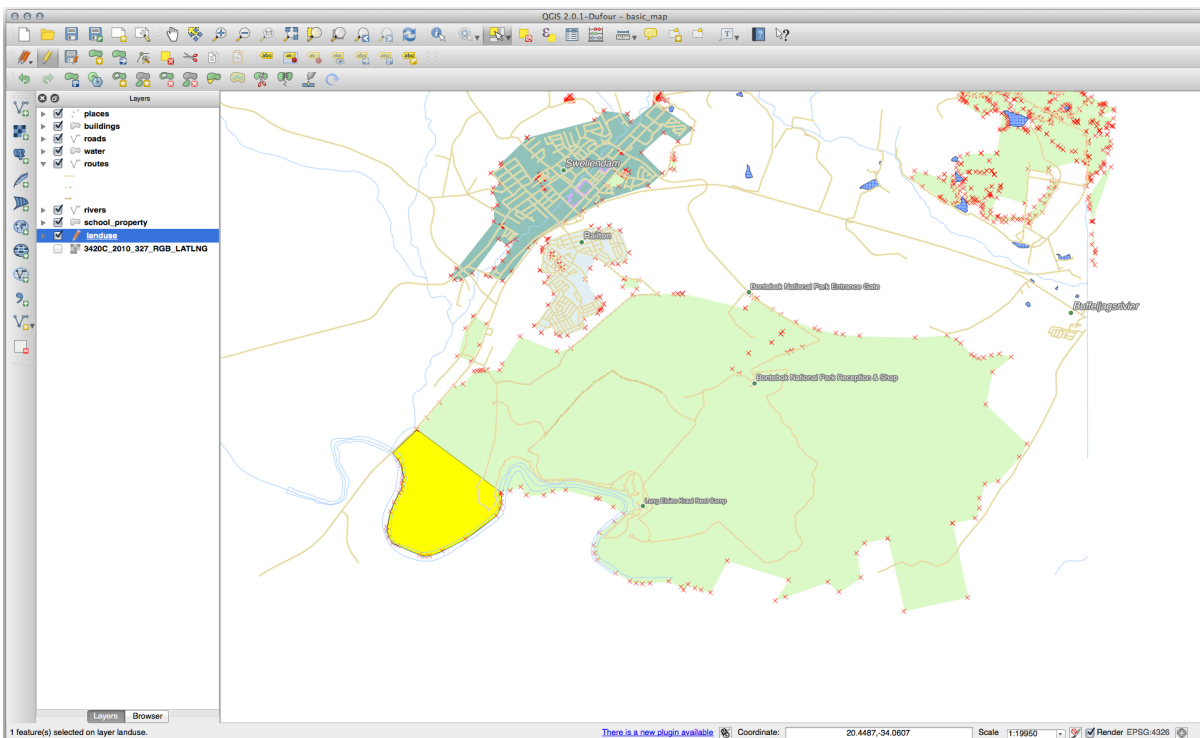 QGIS 2.0.1-Dufour - basic_map
Layers
places
buildings
roads
water
routes
rivers
school_property
landuse
3420C_2010_327_RGB_LATLNG
Swellendam
Railton
Bontebok National Park Entrance Gate
Buffeljagsrivier
Bontebok National Park Reception & Shop
Lang Elsies Kraal Rest Camp
Layers Browser
1 feature(s) selected on layer landuse. There is a new plugin available Coordinate: 20.4487,-34.0607 Scale 1:19950 Render EPSG:4326